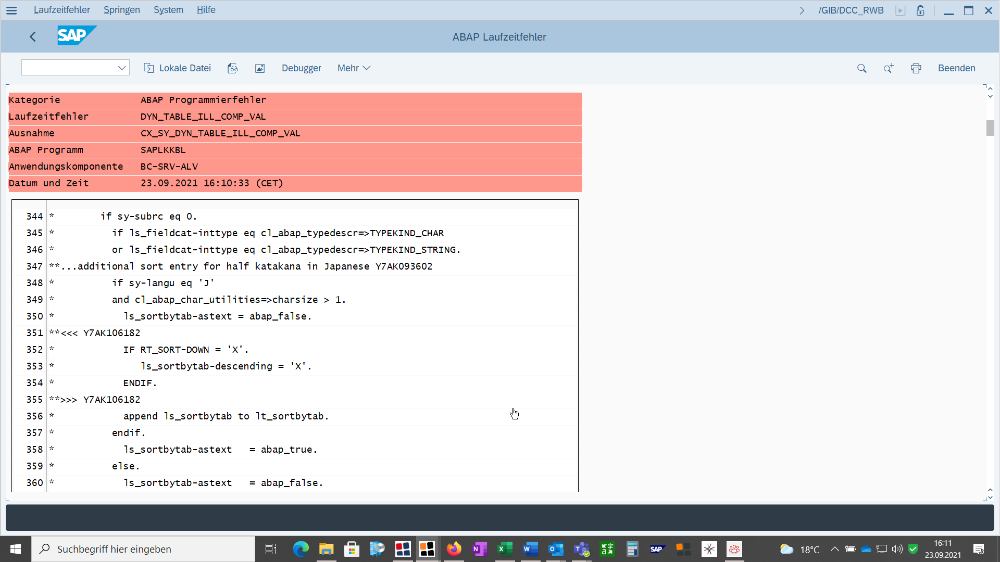 Laufzeitfehler Springen System Hilfe /GIB/DCC_RWB
SAP ABAP Laufzeitfehler
Lokale Datei Debugger Mehr Beenden
Kategorie ABAP Programmierfehler
Laufzeitfehler DYN_TABLE_ILL_COMP_VAL
Ausnahme CX_SY_DYN_TABLE_ILL_COMP_VAL
ABAP Programm SAPLKKBL
Anwendungskomponente BC-SRV-ALV
Datum und Zeit 23.09.2021 16:10:33 (CET)
344 * if sy-subrc eq 0.
345 * if ls_fieldcat-inttype eq cl_abap_typedescr=>TYPEKIND_CHAR
346 * or ls_fieldcat-inttype eq cl_abap_typedescr=>TYPEKIND_STRING.
347 **...additional sort entry for half katakana in Japanese Y7AK093602
348 * if sy-langu eq 'J'
349 * and cl_abap_char_utilities=>charsize > 1.
350 * ls_sortbytab-astext = abap_false.
351 **<<< Y7AK106182
352 * IF RT_SORT-DOWN = 'X'.
353 * ls_sortbytab-descending = 'X'.
354 * ENDIF.
355 **>>> Y7AK106182
356 * append ls_sortbytab to lt_sortbytab.
357 * endif.
358 * ls_sortbytab-astext = abap_true.
359 * else.
360 * ls_sortbytab-astext = abap_false.
Suchbegriff hier eingeben SAP 18°C 16:11
23.09.2021